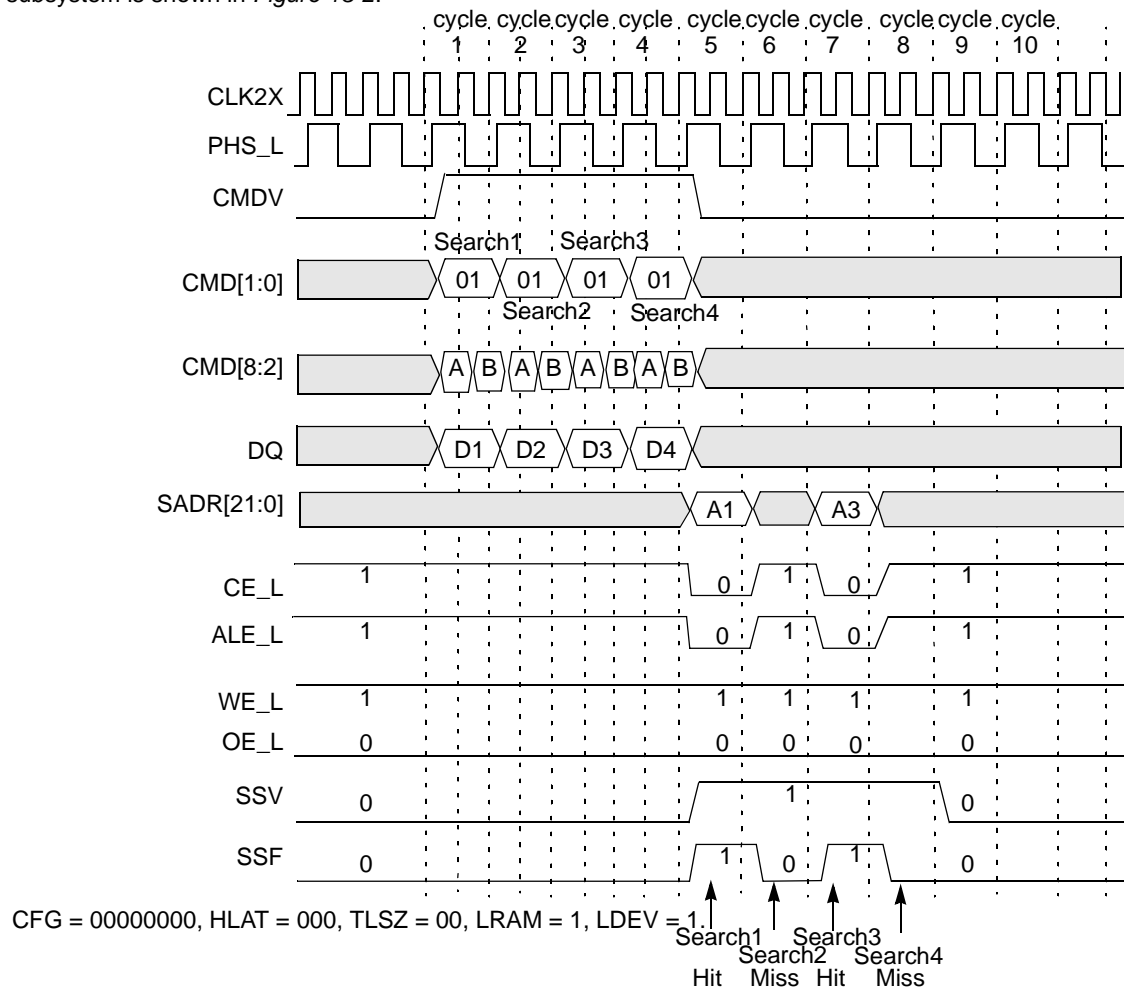 subsystem is shown in Figure 10-2.
cycle cycle cycle cycle cycle cycle cycle cycle cycle cycle
1 2 3 4 5 6 7 8 9 10
CLK2X
PHS_L
CMDV
Search1 Search3
CMD[1:0] 01 01 01 01
Search2 Search4
CMD[8:2] A B A B A B A B
DQ D1 D2 D3 D4
SADR[21:0] A1 A3
CE_L 1 0 1 0 1
ALE_L 1 0 1 0 1
WE_L 1 1 1 1 1
OE_L 0 0 0 0 0
SSV 0 1 0
SSF 0 1 0 1 0
CFG = 00000000, HLAT = 000, TLSZ = 00, LRAM = 1, LDEV = 1.
Search1 Search3
Search2 Search4
Hit Miss Hit Miss